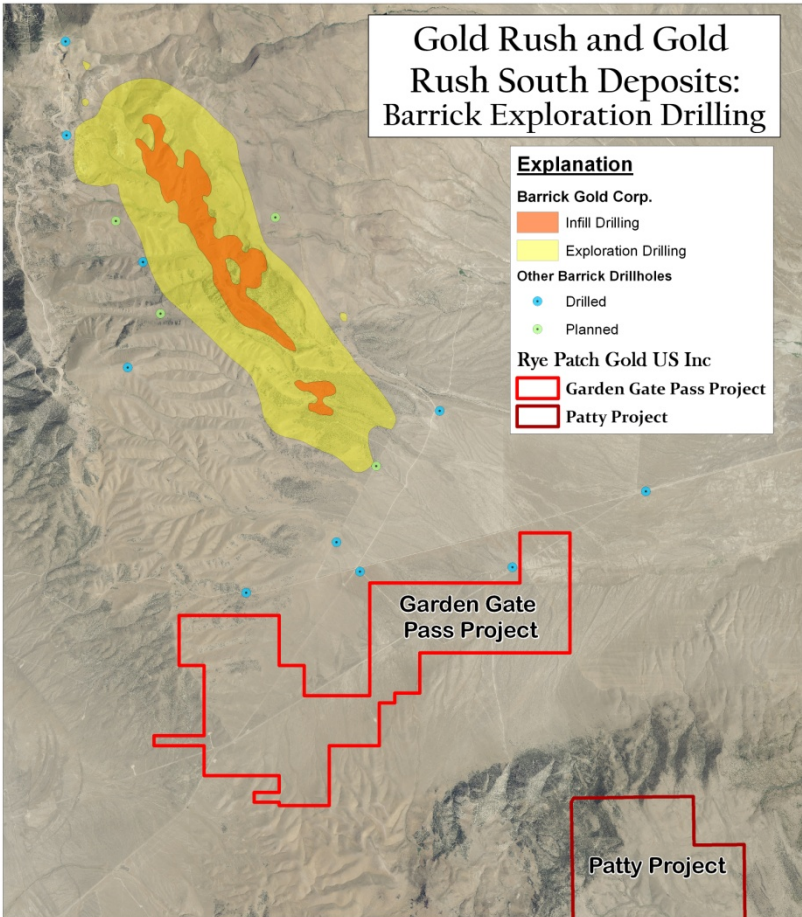 Gold Rush and Gold
Rush South Deposits:
Barrick Exploration Drilling
Explanation
Barrick Gold Corp.
Infill Drilling
Exploration Drilling
Other Barrick Drillholes
Drilled
Planned
Rye Patch Gold US Inc
Garden Gate Pass Project
Patty Project
Garden Gate
Pass Project
Patty Project